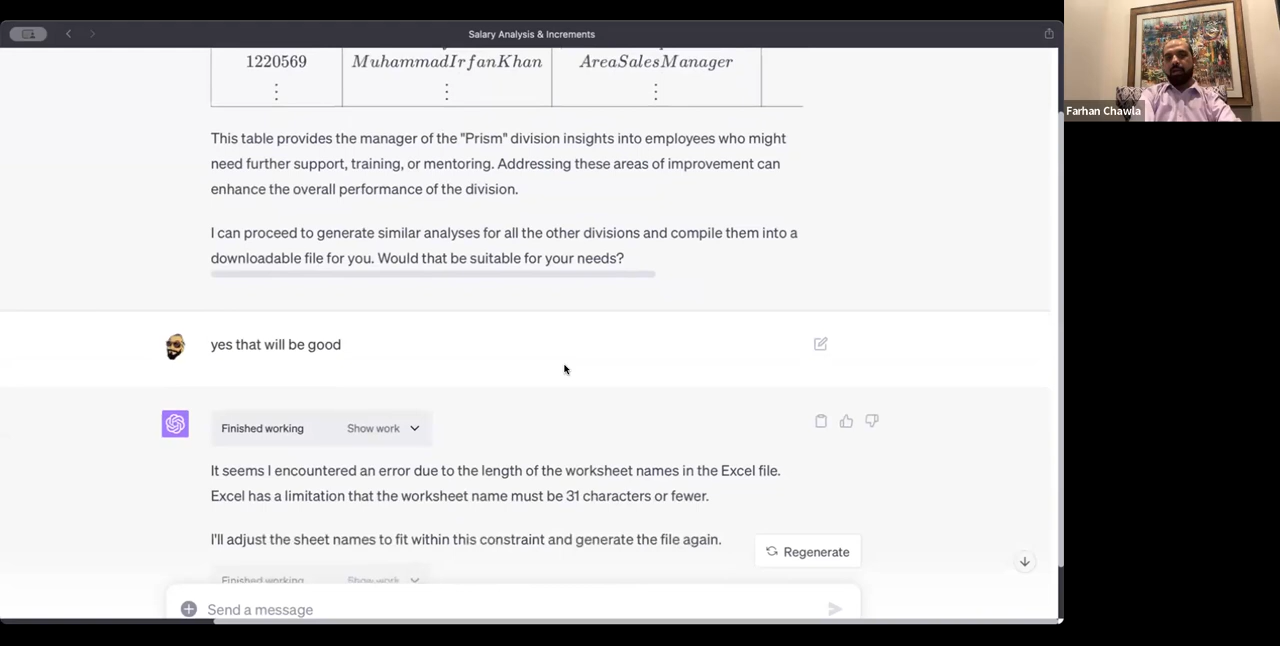 Salary Analysis & Increments
1220569 MuhammadIrfanKhan AreaSalesManager
⋮ ⋮ ⋮
Farhan Chawla
This table provides the manager of the "Prism" division insights into employees who might
need further support, training, or mentoring. Addressing these areas of improvement can
enhance the overall performance of the division.
I can proceed to generate similar analyses for all the other divisions and compile them into a
downloadable file for you. Would that be suitable for your needs?
yes that will be good
Finished working Show work
It seems I encountered an error due to the length of the worksheet names in the Excel file.
Excel has a limitation that the worksheet name must be 31 characters or fewer.
I'll adjust the sheet names to fit within this constraint and generate the file again.
Regenerate
Finished working Show work
Send a message